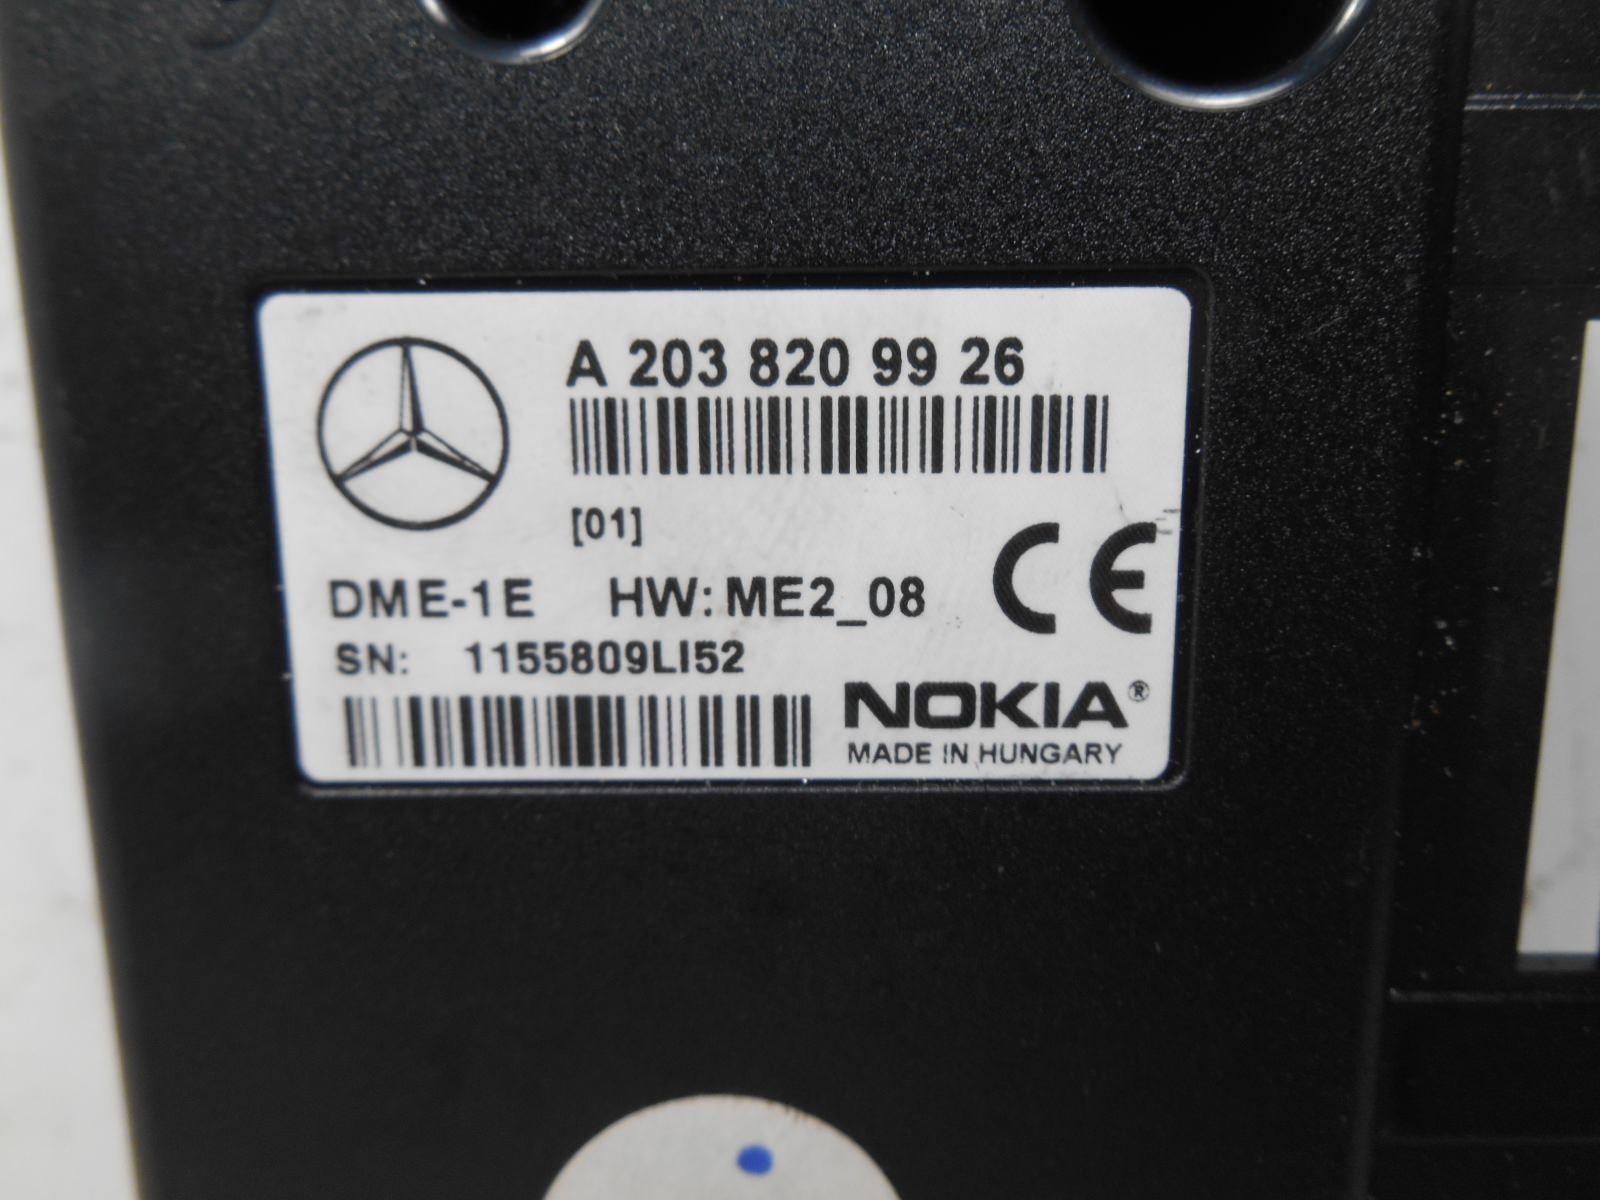 A 203 820 99 26
[01]
DME-1E HW: ME2_08 CE
SN: 1155809LI52
NOKIA®
MADE IN HUNGARY